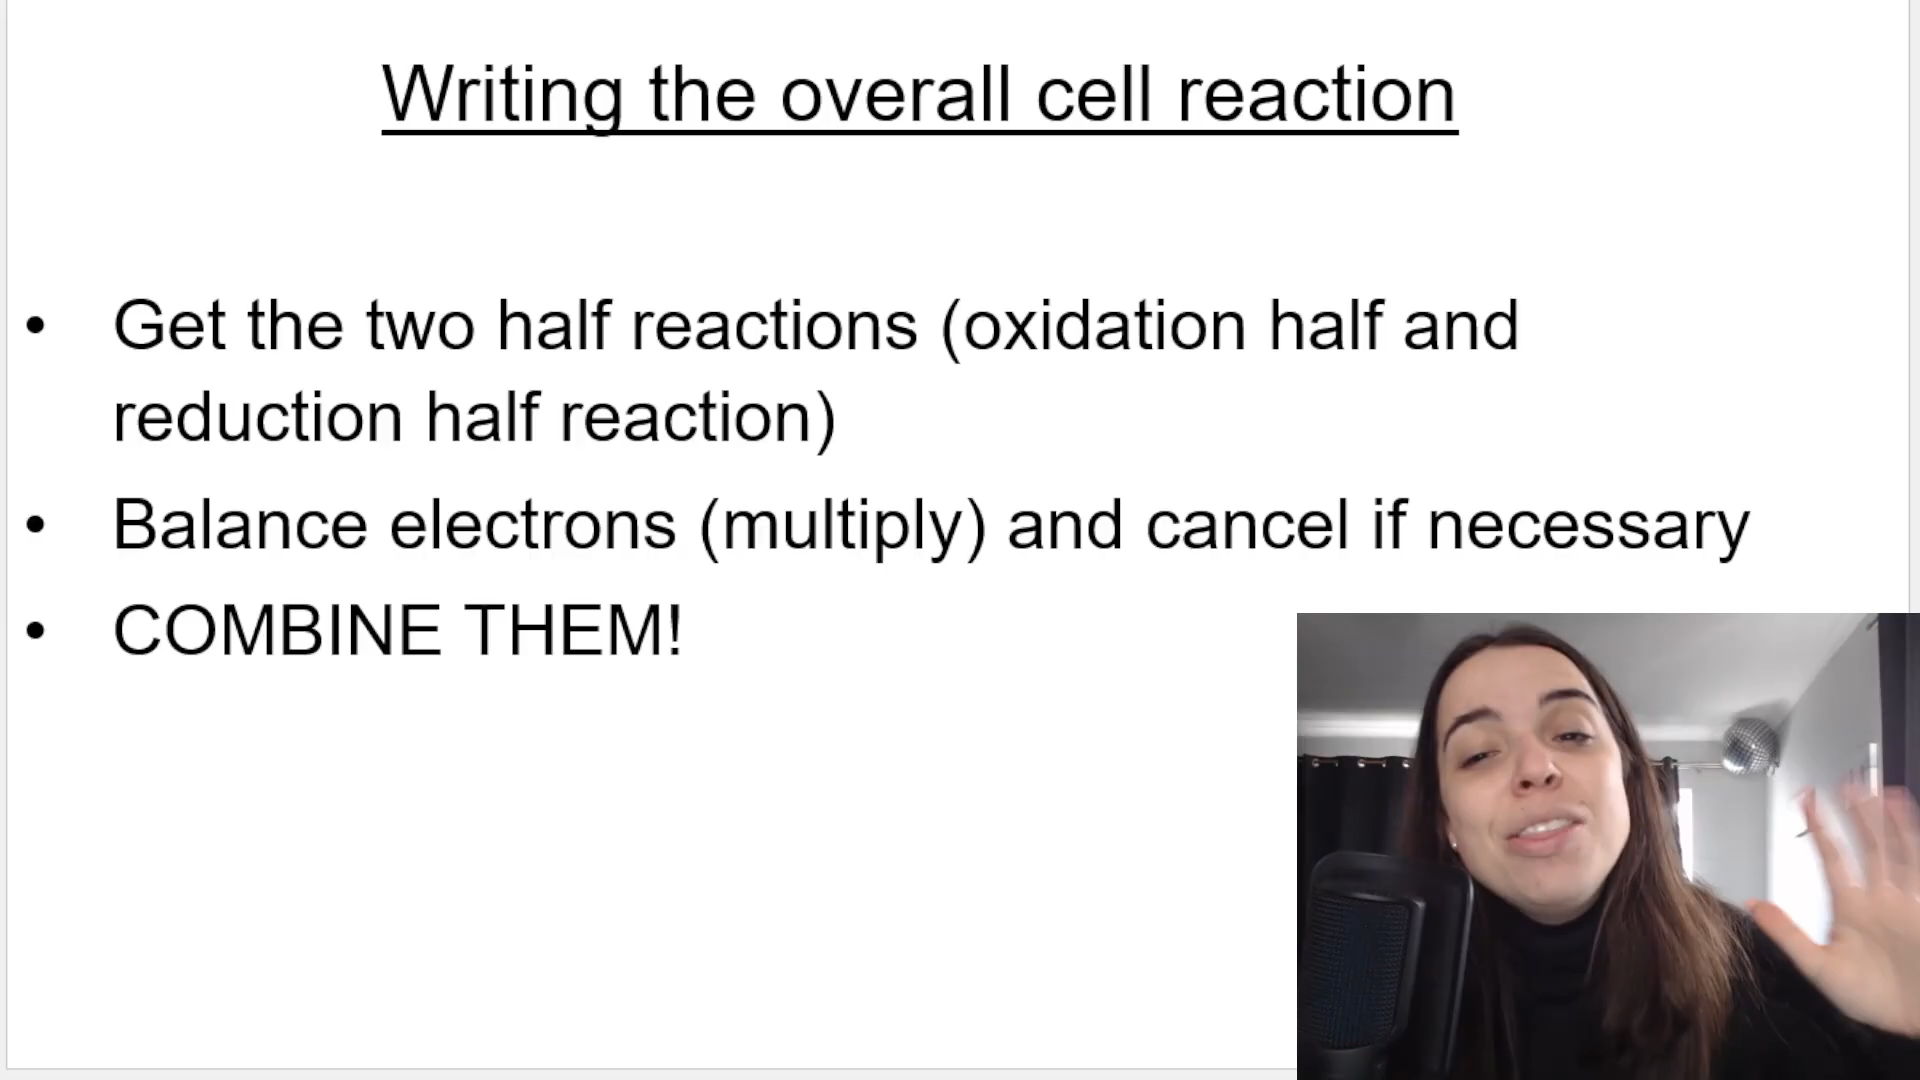 Writing the overall cell reaction
• Get the two half reactions (oxidation half and
reduction half reaction)
• Balance electrons (multiply) and cancel if necessary
• COMBINE THEM!